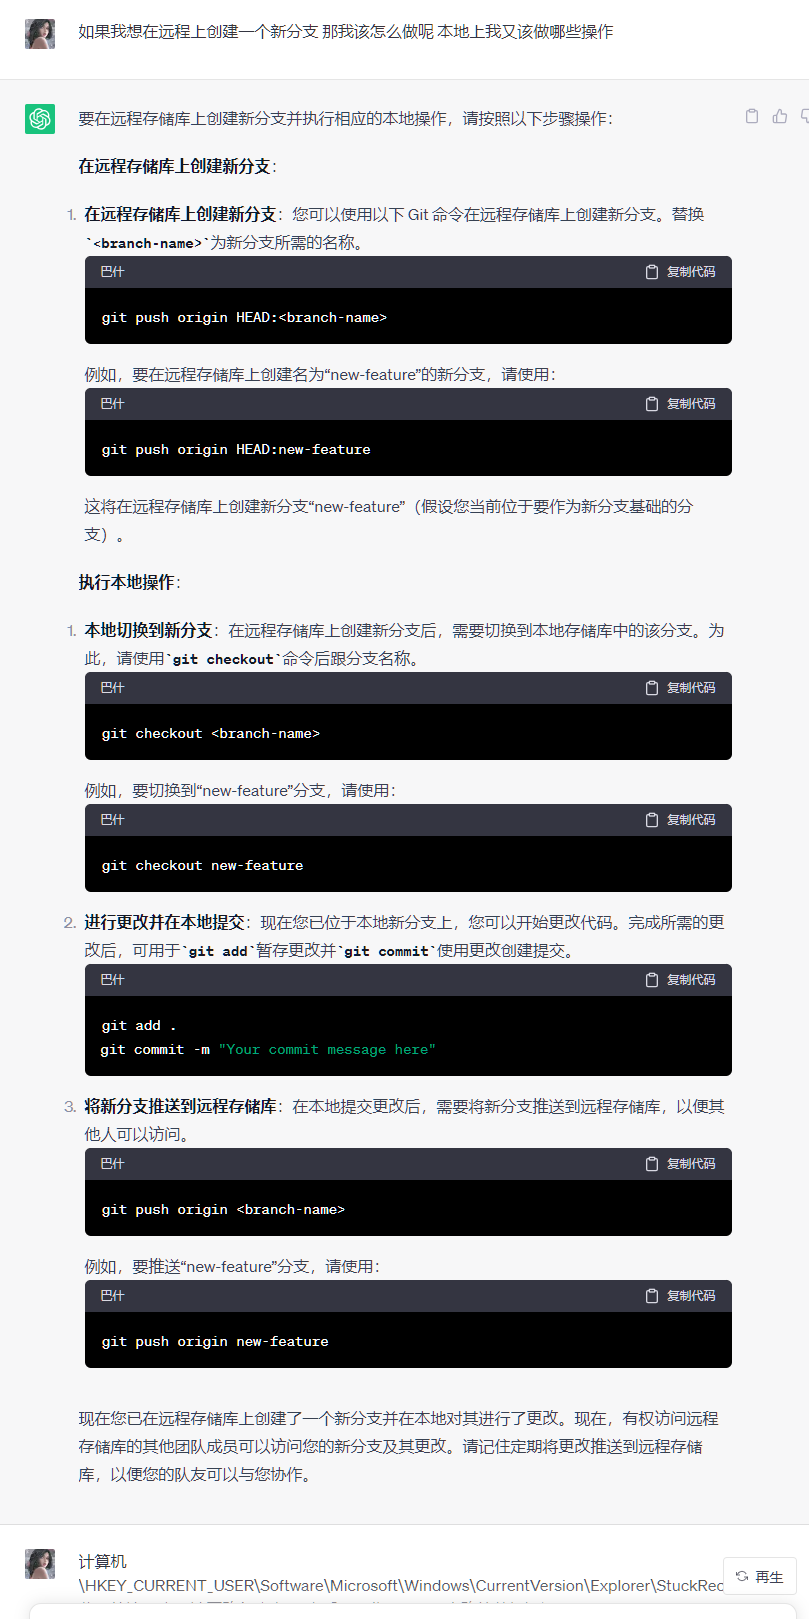 如果我想在远程上创建一个新分支 那我该怎么做呢 本地上我又该做哪些操作
要在远程存储库上创建新分支并执行相应的本地操作，请按照以下步骤操作：
在远程存储库上创建新分支：
1. 在远程存储库上创建新分支：您可以使用以下 Git 命令在远程存储库上创建新分支。替换
`<branch-name>`为新分支所需的名称。
巴什 复制代码
git push origin HEAD:<branch-name>
例如，要在远程存储库上创建名为“new-feature”的新分支，请使用：
巴什 复制代码
git push origin HEAD:new-feature
这将在远程存储库上创建新分支“new-feature”（假设您当前位于要作为新分支基础的分
支）。
执行本地操作：
1. 本地切换到新分支：在远程存储库上创建新分支后，需要切换到本地存储库中的该分支。为
此，请使用`git checkout`命令后跟分支名称。
巴什 复制代码
git checkout <branch-name>
例如，要切换到“new-feature”分支，请使用：
巴什 复制代码
git checkout new-feature
2. 进行更改并在本地提交：现在您已位于本地新分支上，您可以开始更改代码。完成所需的更
改后，可用于`git add`暂存更改并`git commit`使用更改创建提交。
巴什 复制代码
git add .
git commit -m "Your commit message here"
3. 将新分支推送到远程存储库：在本地提交更改后，需要将新分支推送到远程存储库，以便其
他人可以访问。
巴什 复制代码
git push origin <branch-name>
例如，要推送“new-feature”分支，请使用：
巴什 复制代码
git push origin new-feature
现在您已在远程存储库上创建了一个新分支并在本地对其进行了更改。现在，有权访问远程
存储库的其他团队成员可以访问您的新分支及其更改。请记住定期将更改推送到远程存储
库，以便您的队友可以与您协作。
计算机
\HKEY_CURRENT_USER\Software\Microsoft\Windows\CurrentVersion\Explorer\StuckRec
再生